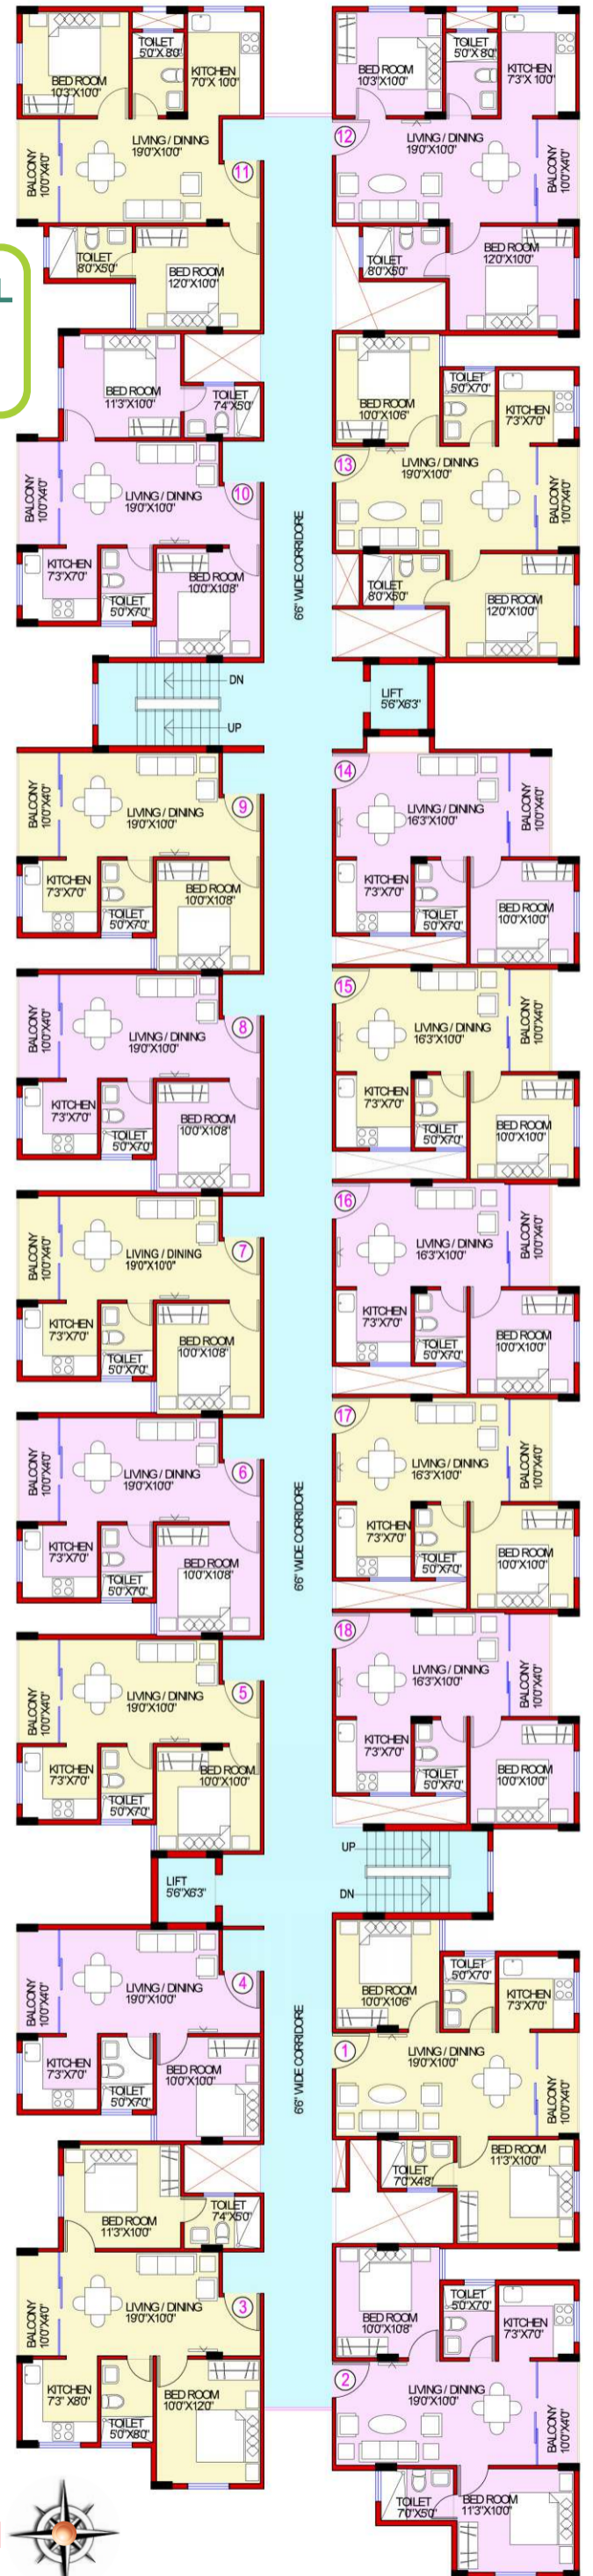 BED ROOM
10'3"X10'0"
TOILET
5'0"X 8'0"
KITCHEN
7'0"X 10'0"
BALCONY
10'0"X4'0"
LIVING / DINING
19'0"X10'0"
11
TOILET
8'0"X5'0"
BED ROOM
12'0"X10'0"
BED ROOM
11'3"X10'0"
TOILET
7'4"X5'0"
BALCONY
10'0"X4'0"
LIVING / DINING
19'0"X10'0"
10
KITCHEN
7'3"X7'0"
TOILET
5'0"X7'0"
BED ROOM
10'0"X10'8"
DN
UP
BALCONY
10'0"X4'0"
LIVING / DINING
19'0"X10'0"
9
KITCHEN
7'3"X7'0"
TOILET
5'0"X7'0"
BED ROOM
10'0"X10'8"
BALCONY
10'0"X4'0"
LIVING / DINING
19'0"X10'0"
8
KITCHEN
7'3"X7'0"
TOILET
5'0"X7'0"
BED ROOM
10'0"X10'8"
BALCONY
10'0"X4'0"
LIVING / DINING
19'0"X10'0"
7
KITCHEN
7'3"X7'0"
TOILET
5'0"X7'0"
BED ROOM
10'0"X10'8"
BALCONY
10'0"X4'0"
LIVING / DINING
19'0"X10'0"
6
KITCHEN
7'3"X7'0"
TOILET
5'0"X7'0"
BED ROOM
10'0"X10'8"
BALCONY
10'0"X4'0"
LIVING / DINING
19'0"X10'0"
5
KITCHEN
7'3"X7'0"
TOILET
5'0"X7'0"
BED ROOM
10'0"X10'0"
LIFT
5'6"X6'3"
BALCONY
10'0"X4'0"
LIVING / DINING
19'0"X10'0"
4
KITCHEN
7'3"X7'0"
TOILET
5'0"X7'0"
BED ROOM
10'0"X10'0"
BED ROOM
11'3"X10'0"
TOILET
7'4"X5'0"
BALCONY
10'0"X4'0"
LIVING / DINING
19'0"X10'0"
3
KITCHEN
7'3" X8'0"
TOILET
5'0"X8'0"
BED ROOM
10'0"X12'0"
6'6" WIDE CORRIDORE
6'6" WIDE CORRIDORE
6'6" WIDE CORRIDORE
BED ROOM
10'3"X10'0"
TOILET
5'0"X 8'0"
KITCHEN
7'3"X 10'0"
12
LIVING / DINING
19'0"X10'0"
BALCONY
10'0"X4'0"
TOILET
8'0"X5'0"
BED ROOM
12'0"X10'0"
BED ROOM
10'0"X10'6"
TOILET
5'0"X7'0"
KITCHEN
7'3"X7'0"
13
LIVING / DINING
19'0"X10'0"
BALCONY
10'0"X4'0"
TOILET
8'0"X5'0"
BED ROOM
12'0"X10'0"
LIFT
5'6"X6'3"
14
LIVING / DINING
16'3"X10'0"
BALCONY
10'0"X4'0"
KITCHEN
7'3"X7'0"
TOILET
5'0"X7'0"
BED ROOM
10'0"X10'0"
15
LIVING / DINING
16'3"X10'0"
BALCONY
10'0"X4'0"
KITCHEN
7'3"X7'0"
TOILET
5'0"X7'0"
BED ROOM
10'0"X10'0"
16
LIVING / DINING
16'3"X10'0"
BALCONY
10'0"X4'0"
KITCHEN
7'3"X7'0"
TOILET
5'0"X7'0"
BED ROOM
10'0"X10'0"
17
LIVING / DINING
16'3"X10'0"
BALCONY
10'0"X4'0"
KITCHEN
7'3"X7'0"
TOILET
5'0"X7'0"
BED ROOM
10'0"X10'0"
18
LIVING / DINING
16'3"X10'0"
BALCONY
10'0"X4'0"
KITCHEN
7'3"X7'0"
TOILET
5'0"X7'0"
BED ROOM
10'0"X10'0"
UP
DN
BED ROOM
10'0"X10'6"
TOILET
5'0"X7'0"
KITCHEN
7'3"X7'0"
1
LIVING / DINING
19'0"X10'0"
BALCONY
10'0"X4'0"
TOILET
7'0"X4'8"
BED ROOM
11'3"X10'0"
BED ROOM
10'0"X10'8"
TOILET
5'0"X7'0"
KITCHEN
7'3"X7'0"
2
LIVING / DINING
19'0"X10'0"
BALCONY
10'0"X4'0"
TOILET
7'0"X5'0"
BED ROOM
11'3"X10'0"